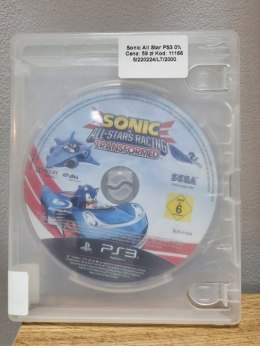 Sonic All Star PS3 0%
Cena: 59 zł Kod: 11166
5/220224/LT/2000
SONIC
ALL-STARS RACING
TRANSFORMED
SEGA
6
PS3